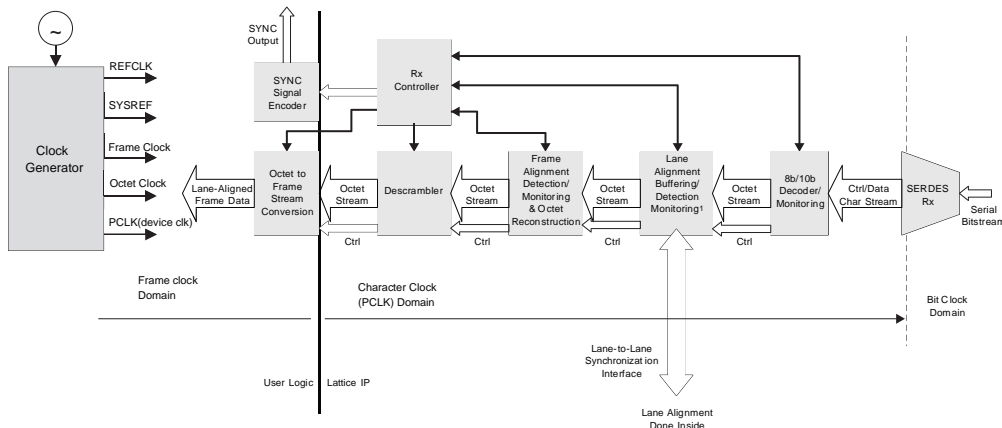 ~
SYNC
Output
REFCLK
SYSREF
Frame Clock
Octet Clock
PCLK(device clk)
Clock
Generator
SYNC
Signal
Encoder
Rx
Controller
Lane-Aligned
Frame Data
Octet to
Frame
Stream
Conversion
Octet
Stream
Ctrl
Descrambler
Octet
Stream
Ctrl
Frame
Alignment
Detection/
Monitoring
& Octet
Reconstruction
Octet
Stream
Ctrl
Lane
Alignment
Buffering/
Detection
Monitoring¹
Octet
Stream
Ctrl
8b/10b
Decoder/
Monitoring
Ctrl/Data
Char Stream
SERDES
Rx
Serial
Bitstream
Frame clock
Domain
Character Clock
(PCLK) Domain
Bit Clock
Domain
Lane-to-Lane
Synchronization
Interface
User Logic
Lattice IP
Lane Alignment
Done Inside